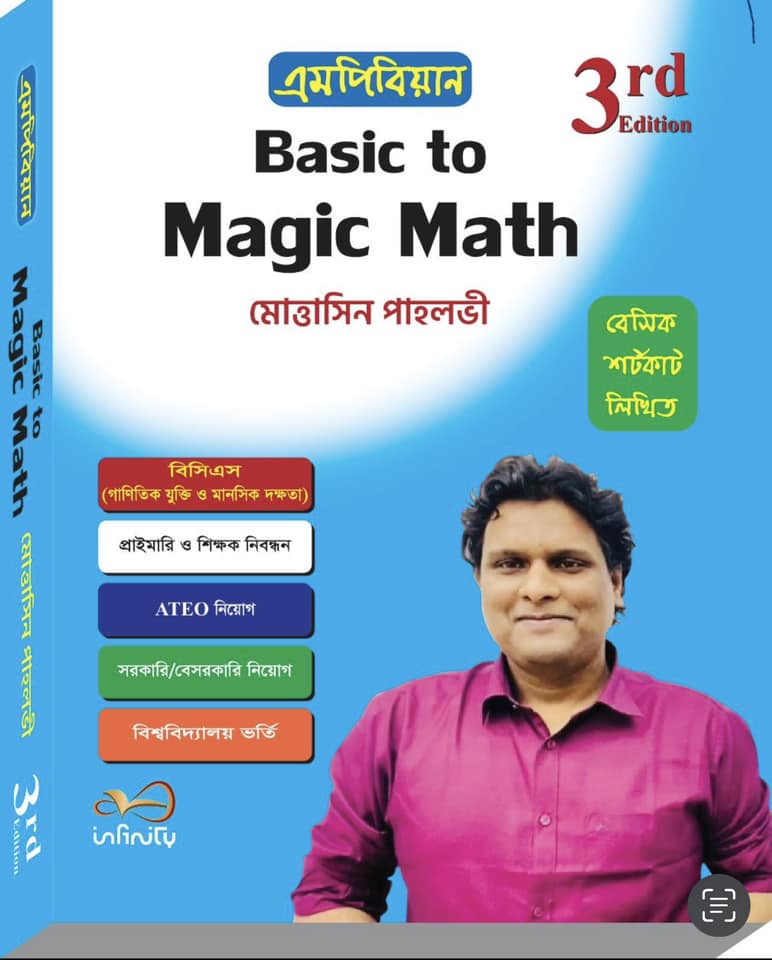 এমপিবিয়ান
3rd
Edition
Basic to
Magic Math
মোত্তাসিন পাহলভী
বেসিক
শর্টকাট
লিখিত
বিসিএস
(গাণিতিক যুক্তি ও মানসিক দক্ষতা)
প্রাইমারি ও শিক্ষক নিবন্ধন
ATEO নিয়োগ
সরকারি/বেসরকারি নিয়োগ
বিশ্ববিদ্যালয় ভর্তি
infinity
এমপিবিয়ান
Basic to
Magic Math
মোত্তাসিন পাহলভী
3rd
Edition